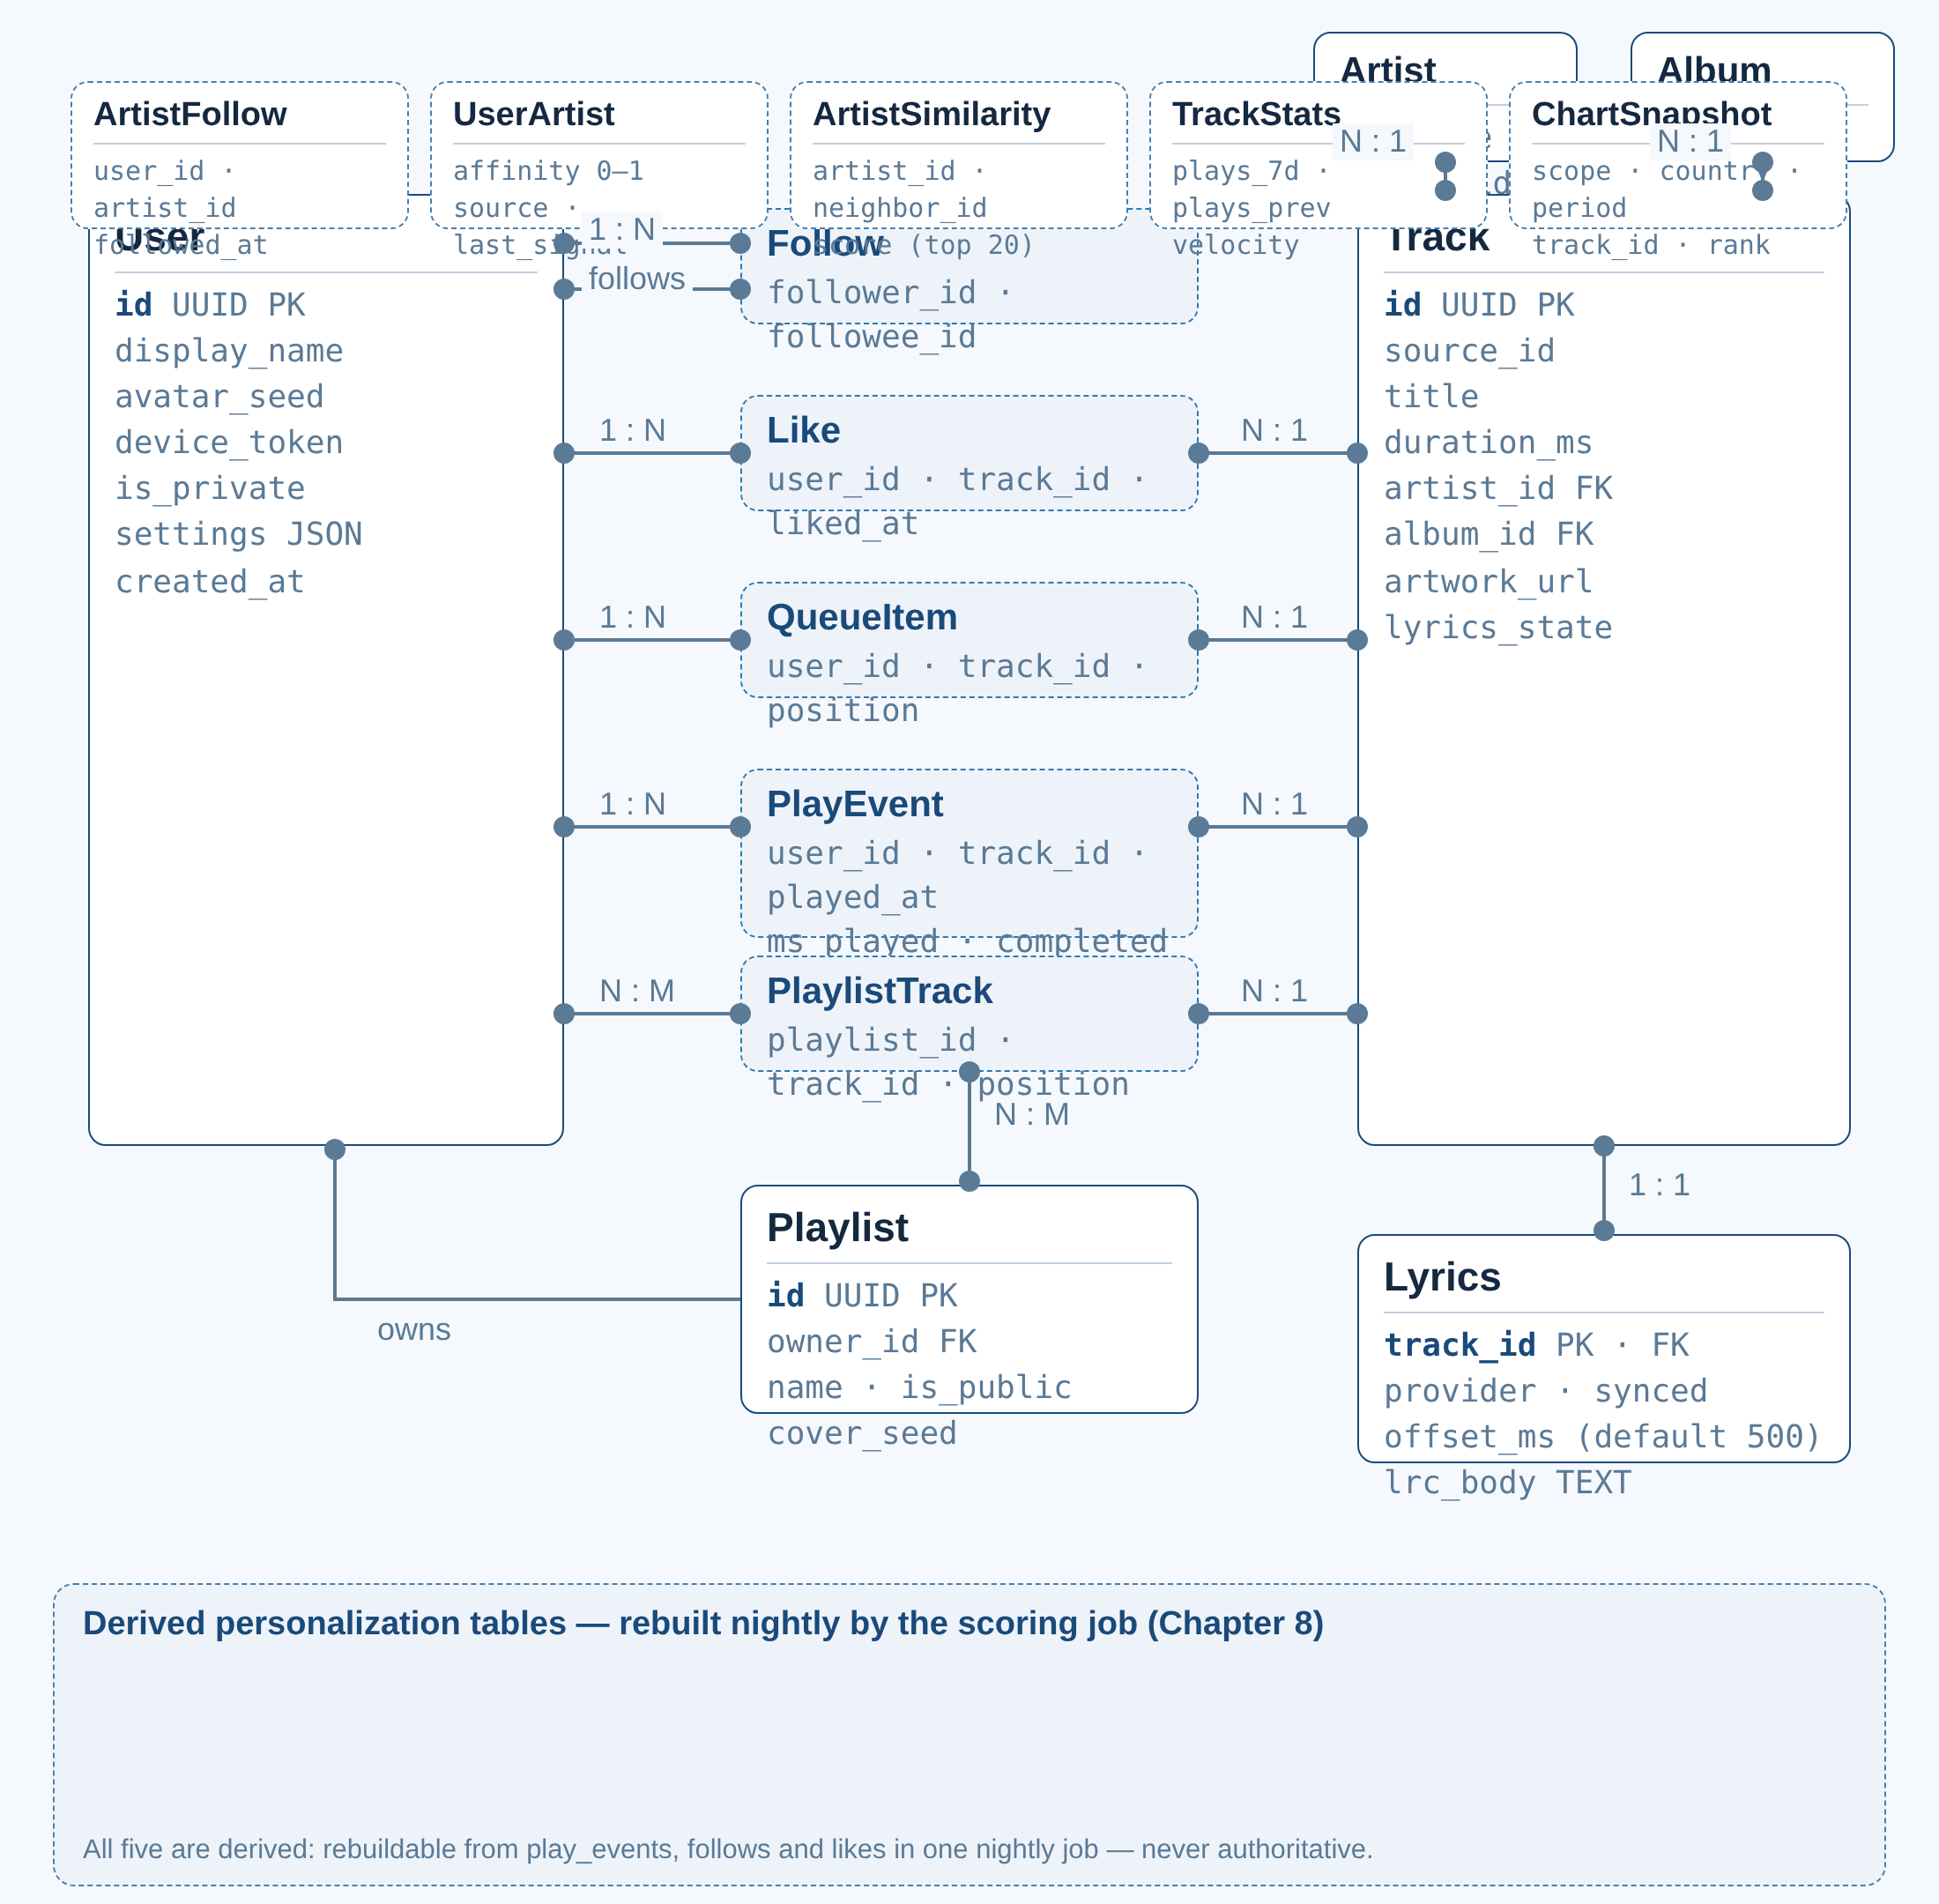 Artist
Album
ArtistFollow
user_id ·
artist_id
followed_at
UserArtist
affinity 0–1
source ·
last_signal
ArtistSimilarity
artist_id ·
neighbor_id
score (top 20)
TrackStats
plays_7d ·
plays_prev
velocity
N : 1
ChartSnapshot
scope · country ·
period
track_id · rank
N : 1
User
id UUID PK
display_name
avatar_seed
device_token
is_private
settings JSON
created_at
1 : N
follows
Follow
follower_id ·
followee_id
1 : N
Like
user_id · track_id ·
liked_at
N : 1
1 : N
QueueItem
user_id · track_id ·
position
N : 1
1 : N
PlayEvent
user_id · track_id ·
played_at
ms_played · completed
N : 1
N : M
PlaylistTrack
playlist_id ·
track_id · position
N : 1
N : M
Track
id UUID PK
source_id
title
duration_ms
artist_id FK
album_id FK
artwork_url
lyrics_state
1 : 1
owns
Playlist
id UUID PK
owner_id FK
name · is_public
cover_seed
Lyrics
track_id PK · FK
provider · synced
offset_ms (default 500)
lrc_body TEXT
Derived personalization tables — rebuilt nightly by the scoring job (Chapter 8)
All five are derived: rebuildable from play_events, follows and likes in one nightly job — never authoritative.